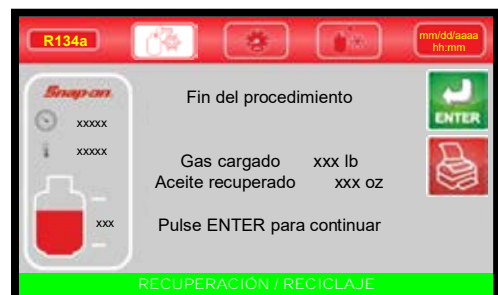 R134a
mm/dd/aaaa
hh:mm
Snap-on
Fin del procedimiento
ENTER
xxxxx
xxxxx
Gas cargado xxx lb
Aceite recuperado xxx oz
xxx
Pulse ENTER para continuar
RECUPERACIÓN / RECICLAJE